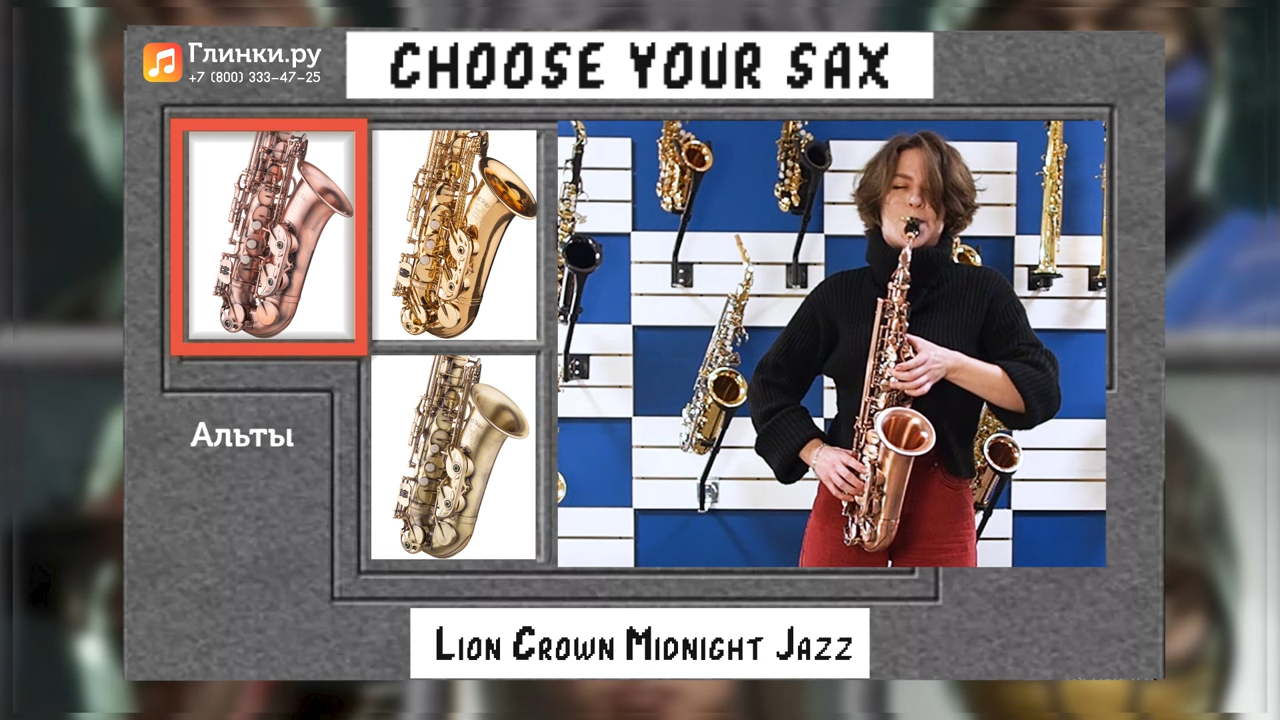 Глинки.ру
+7 (800) 333-47-25
CHOOSE YOUR SAX
Альты
Lion Crown Midnight Jazz